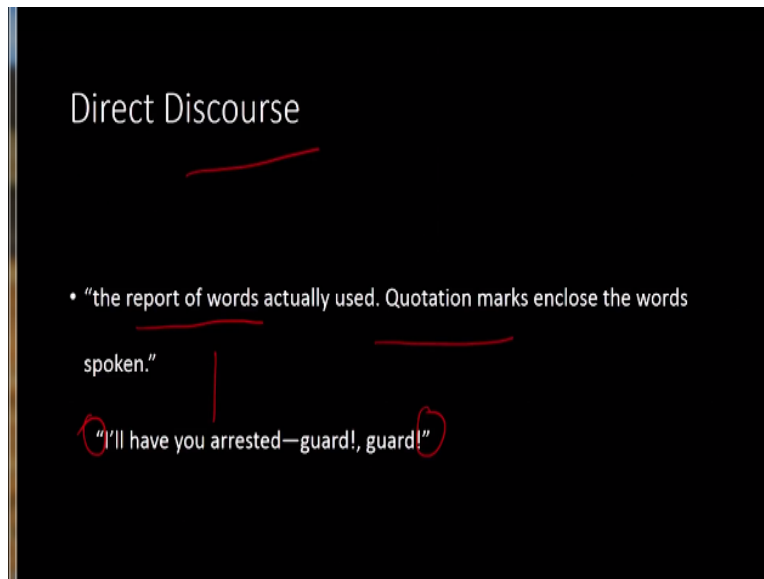 Direct Discourse
• “the report of words actually used. Quotation marks enclose the words
spoken.”
“I’ll have you arrested—guard!, guard!”